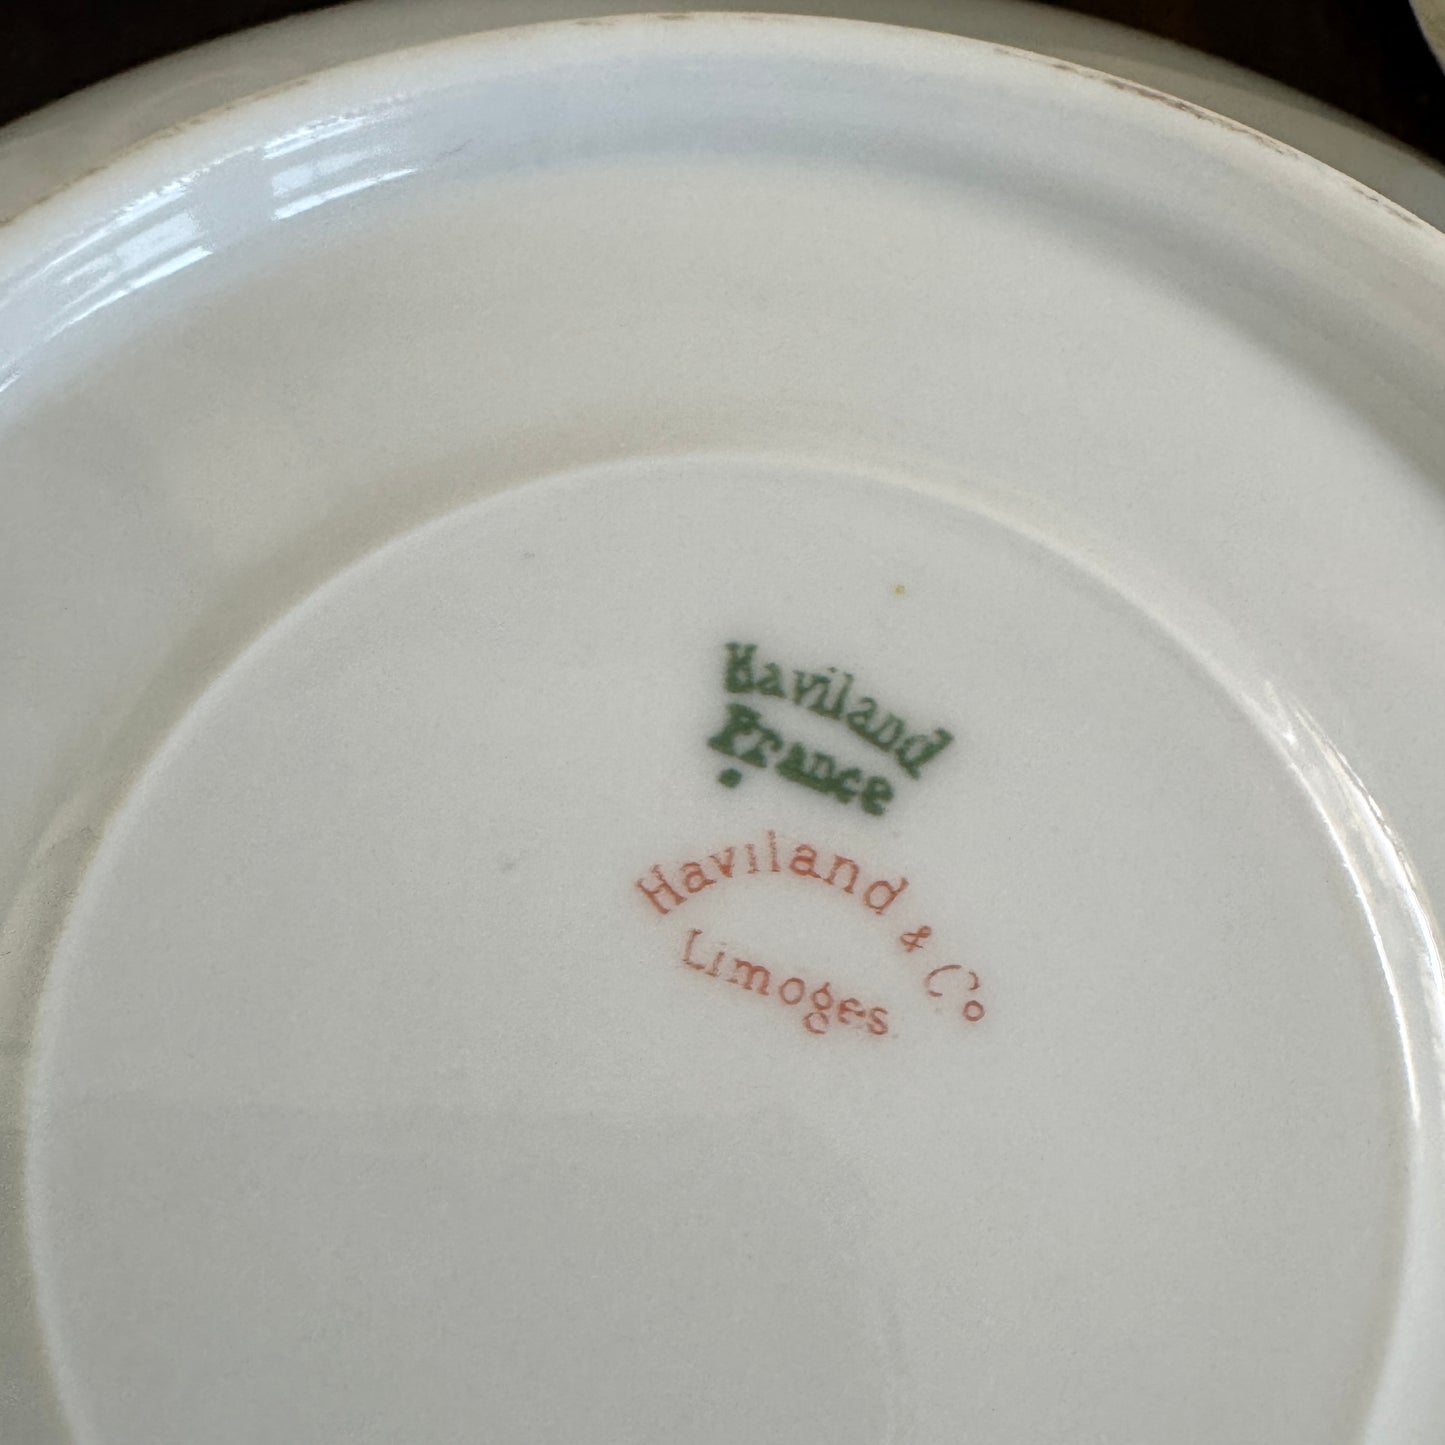 Haviland
France
Haviland & Co
Limoges